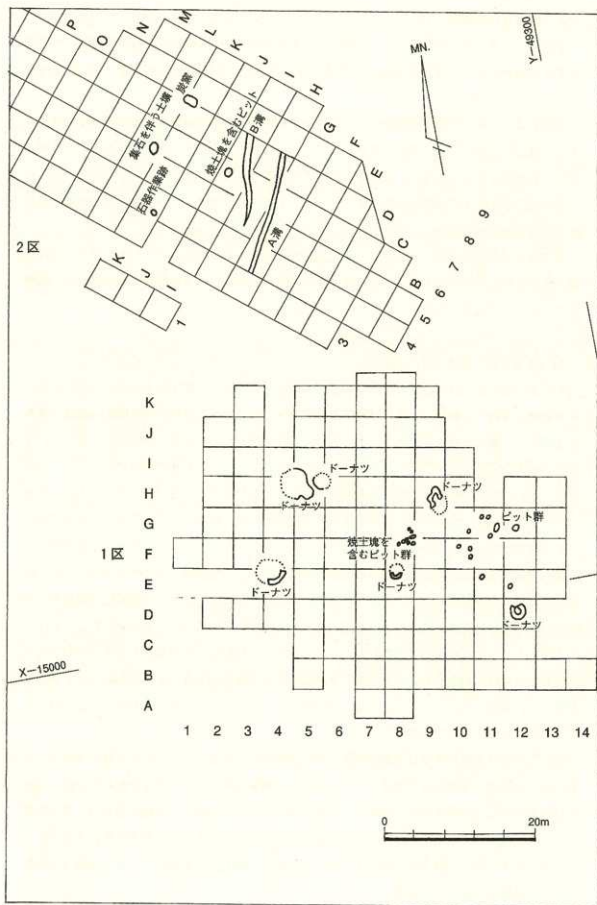 Y-49300
MN.
P
O
N
M
L
K
J
I
H
G
F
E
D
C
B
炭窯
集石を伴う土壙
石器作業跡
焼土塊を含むピット
B溝
A溝
2区
K
J
I
1
3
4
5
6
7
8
9
K
J
I
H
G
F
E
D
C
B
A
1区
ドーナツ
ドーナツ
ドーナツ
ピット群
焼土塊を
含むピット群
ドーナツ
ドーナツ
ドーナツ
X-15000
1 2 3 4 5 6 7 8 9 10 11 12 13 14
0 20m